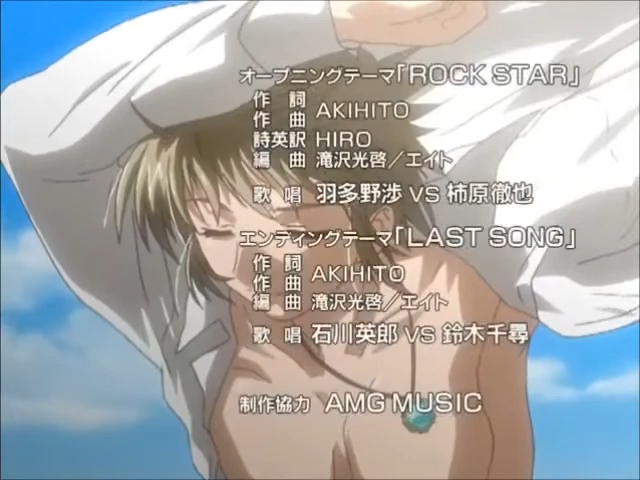 オープニングテーマ「ROCK STAR」
作詞
作曲 AKIHITO
詩英訳 HIRO
編曲 滝沢光啓／エイト
歌唱 羽多野渉 VS 柿原徹也
エンディングテーマ「LAST SONG」
作詞
作曲 AKIHITO
編曲 滝沢光啓／エイト
歌唱 石川英郎 VS 鈴木千尋
制作協力 AMG MUSIC